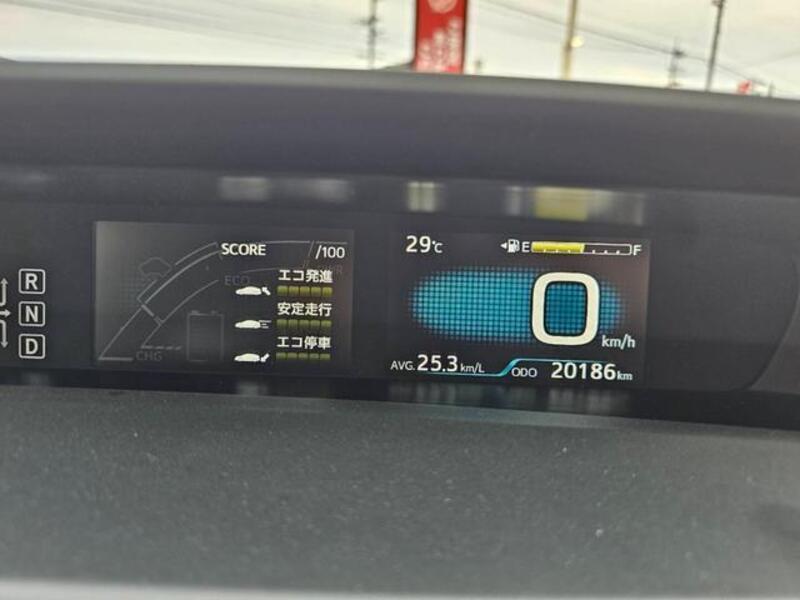 R
N
D
SCORE /100
ECO
エコ発進
安定走行
エコ停車
CHG
29℃
E F
0 km/h
AVG. 25.3 km/L
ODO 20186 km